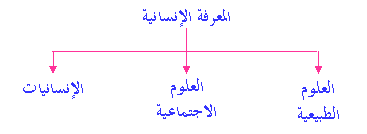 المعرفة الإنسانية
العلوم
الطبيعية
العلوم
الاجتماعية
الإنسانيات